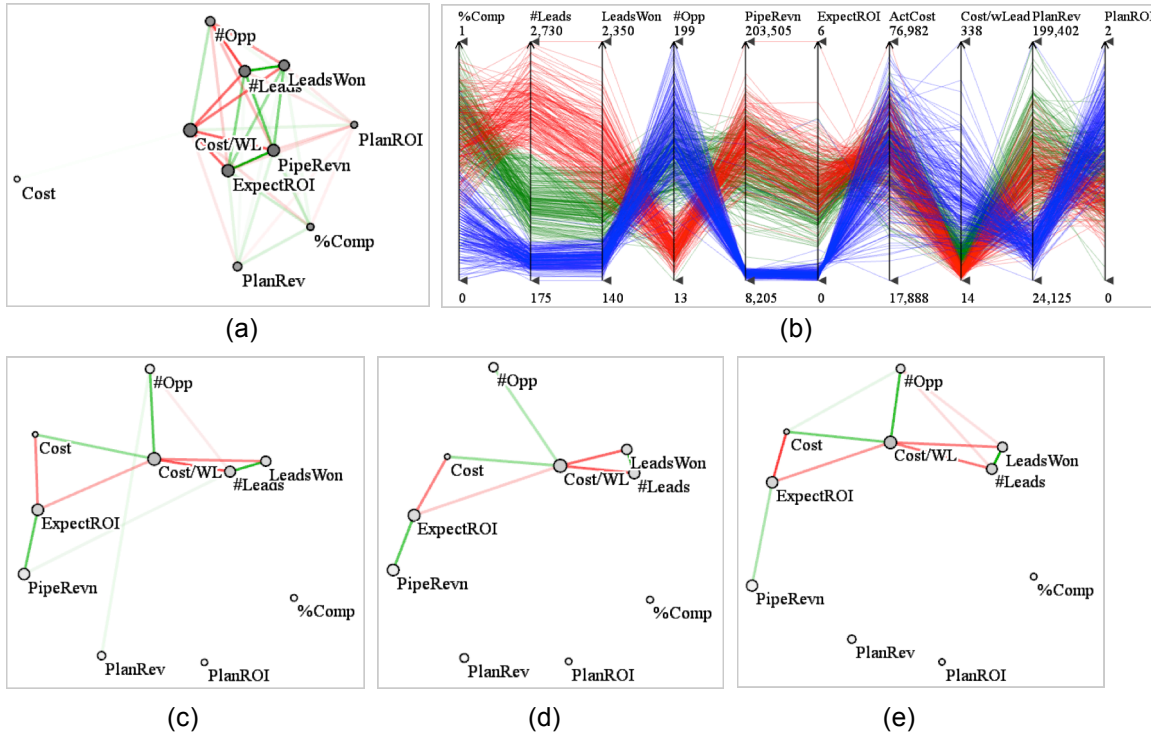 #Opp
LeadsWon
#Leads
PlanROI
Cost/WL
PipeRevn
ExpectROI
Cost
%Comp
PlanRev
(a)
%Comp #Leads LeadsWon #Opp PipeRevn ExpectROI ActCost Cost/wLead PlanRev PlanROI
1 2,730 2,350 199 203,505 6 76,982 338 199,402 2
0 175 140 13 8,205 0 17,888 14 24,125 0
(b)
#Opp
Cost
Cost/WL
LeadsWon
#Leads
ExpectROI
PipeRevn
%Comp
PlanRev
PlanROI
(c)
#Opp
Cost
LeadsWon
Cost/WL
#Leads
ExpectROI
PipeRevn
%Comp
PlanRev
PlanROI
(d)
#Opp
Cost
Cost/WL
LeadsWon
#Leads
ExpectROI
PipeRevn
%Comp
PlanRev
PlanROI
(e)